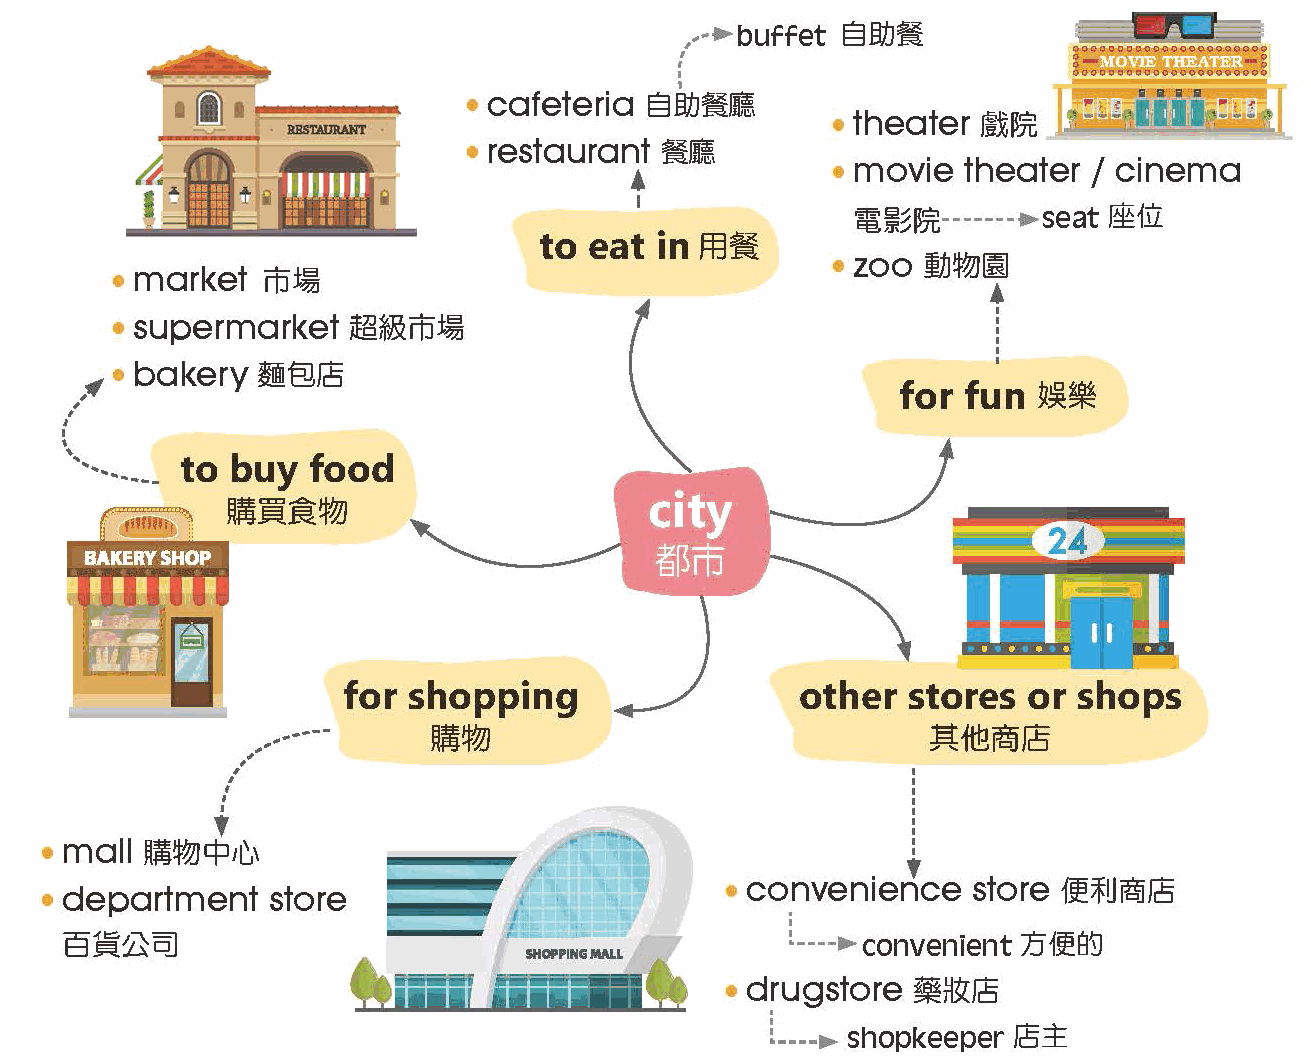 buffet 自助餐
MOVIE THEATER
• cafeteria 自助餐廳
• restaurant 餐廳
RESTAURANT
• theater 戲院
• movie theater / cinema
電影院 seat 座位
• zoo 動物園
to eat in 用餐
• market 市場
• supermarket 超級市場
• bakery 麵包店
for fun 娛樂
to buy food
購買食物
city
都市
BAKERY SHOP
24
for shopping
購物
other stores or shops
其他商店
• mall 購物中心
• department store
百貨公司
SHOPPING MALL
• convenience store 便利商店
convenient 方便的
• drugstore 藥妝店
shopkeeper 店主